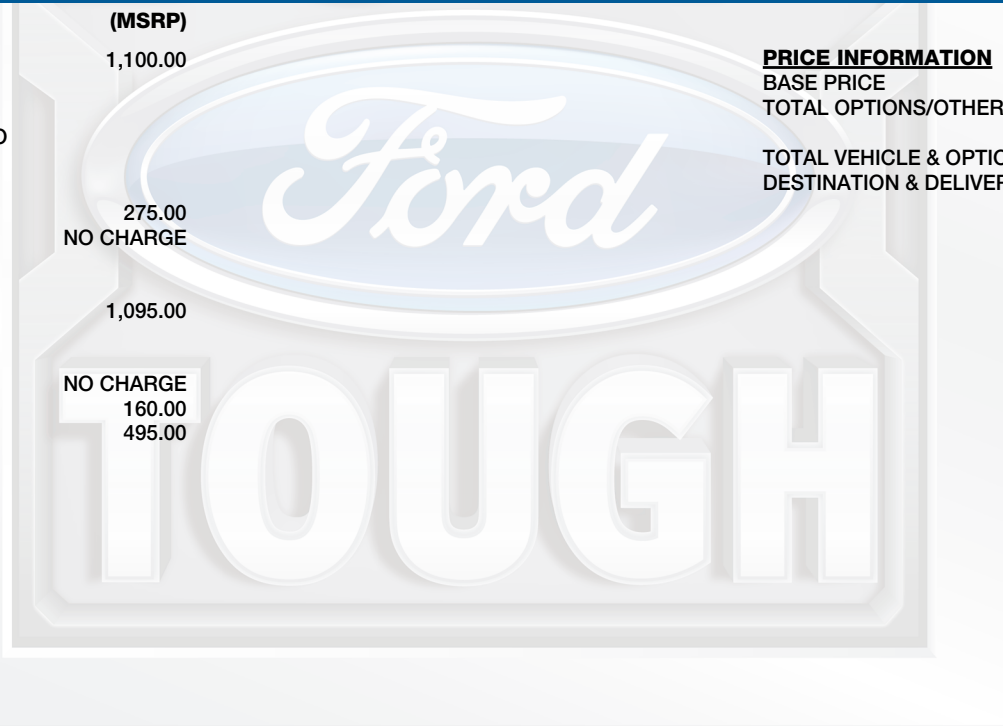 (MSRP)
1,100.00
275.00
NO CHARGE
1,095.00
NO CHARGE
160.00
495.00
PRICE INFORMATION
BASE PRICE
TOTAL OPTIONS/OTHER
TOTAL VEHICLE & OPTIO
DESTINATION & DELIVER
Ford
TOUGH